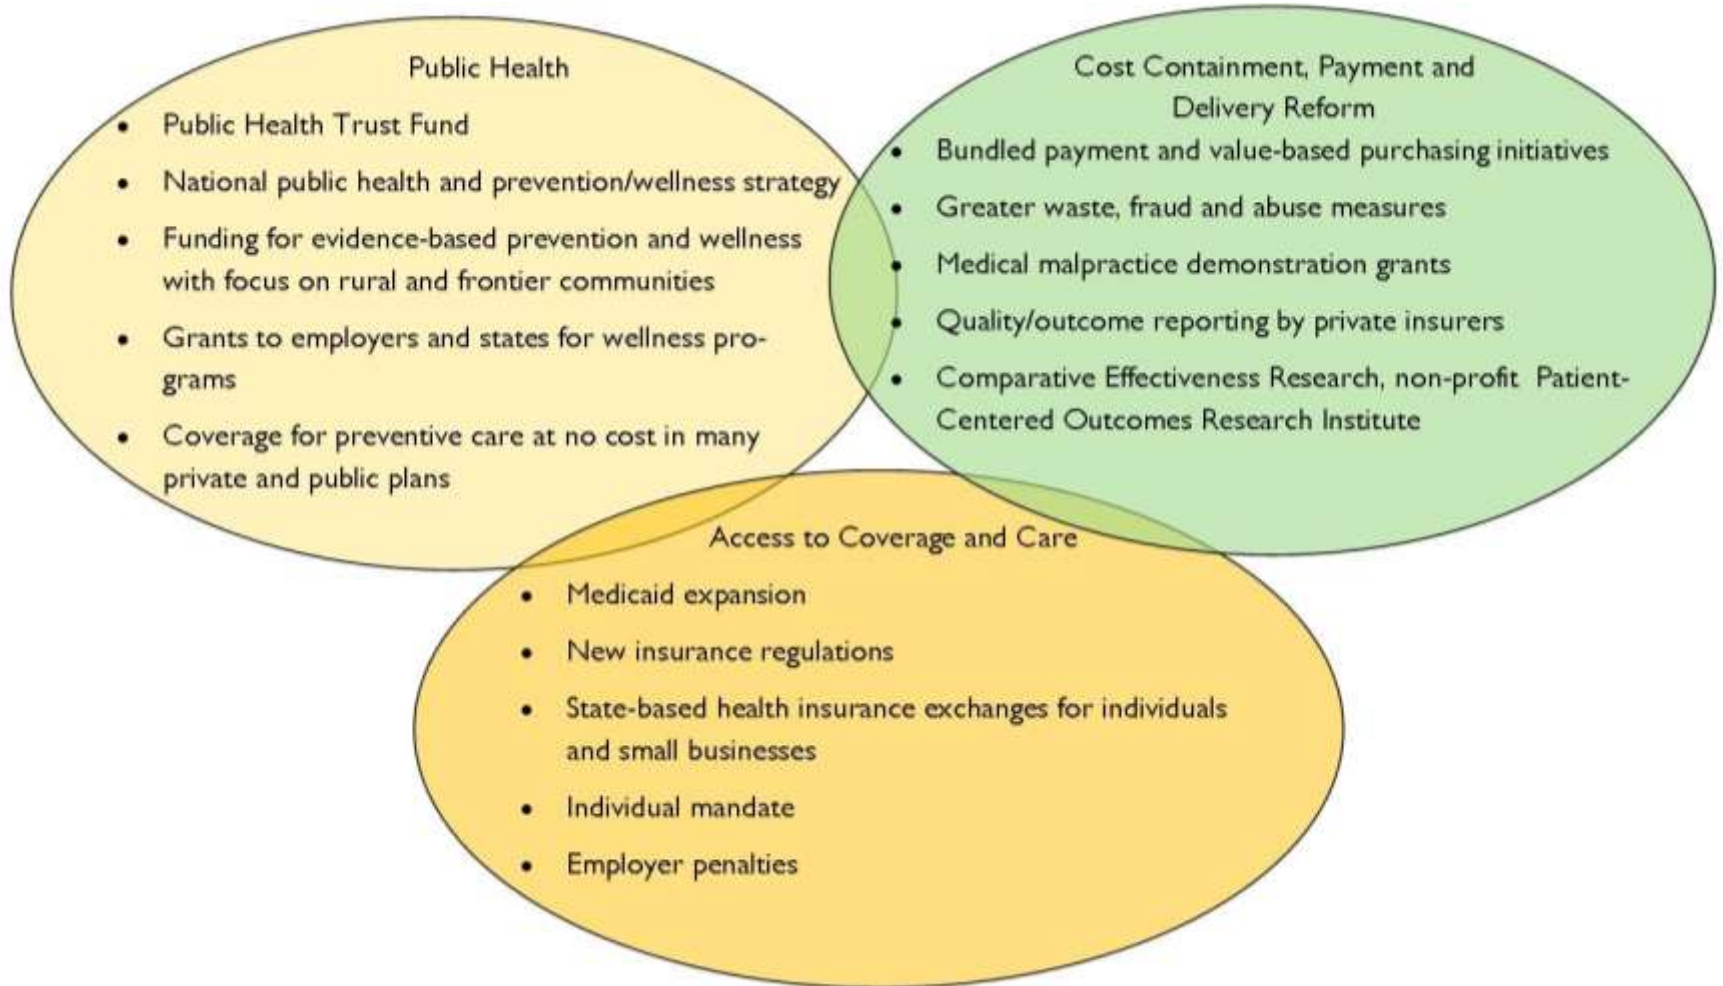 Public Health
• Public Health Trust Fund
• National public health and prevention/wellness strategy
• Funding for evidence-based prevention and wellness
with focus on rural and frontier communities
• Grants to employers and states for wellness pro-
grams
• Coverage for preventive care at no cost in many
private and public plans
Cost Containment, Payment and
Delivery Reform
• Bundled payment and value-based purchasing initiatives
• Greater waste, fraud and abuse measures
• Medical malpractice demonstration grants
• Quality/outcome reporting by private insurers
• Comparative Effectiveness Research, non-profit Patient-
Centered Outcomes Research Institute
Access to Coverage and Care
• Medicaid expansion
• New insurance regulations
• State-based health insurance exchanges for individuals
and small businesses
• Individual mandate
• Employer penalties